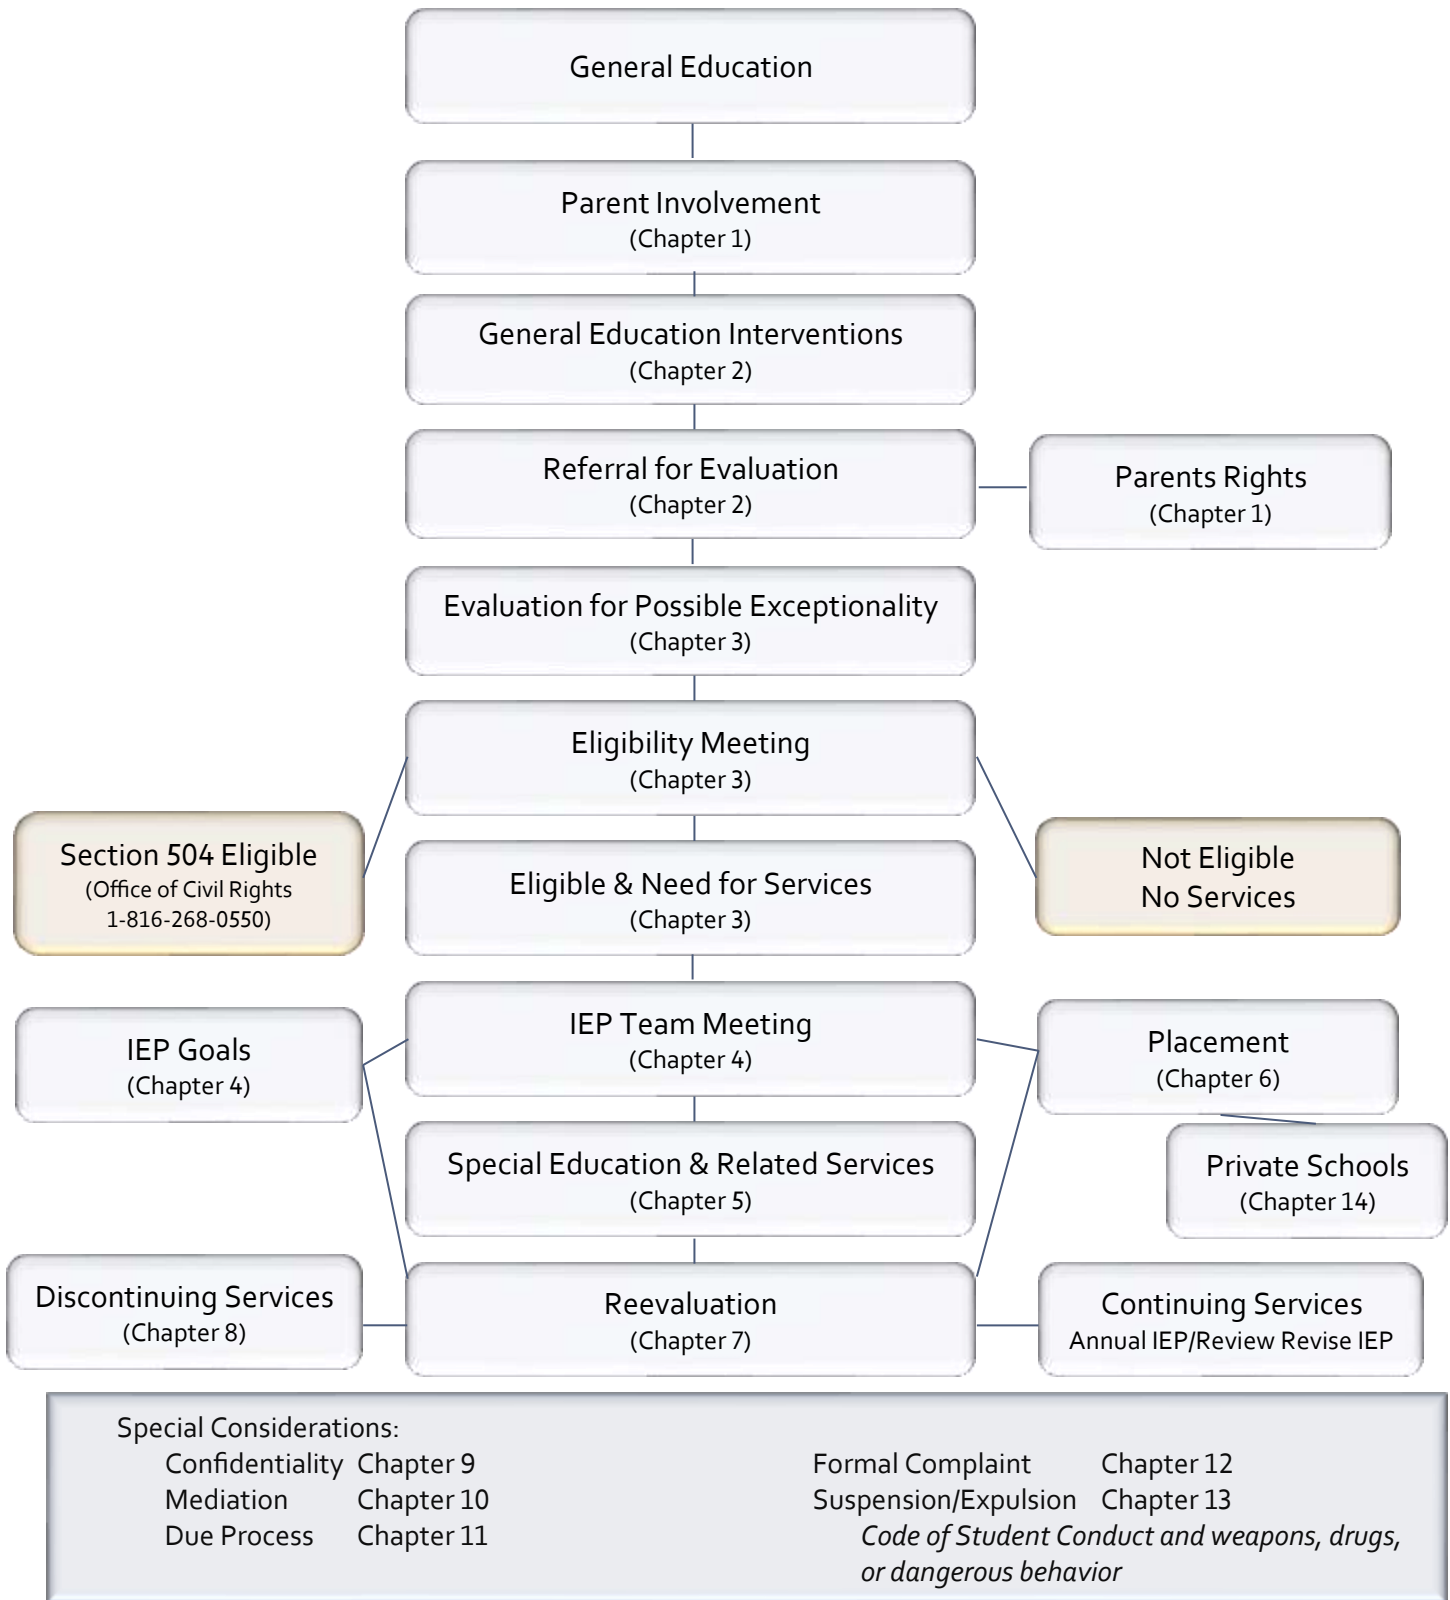 General Education
Parent Involvement
(Chapter 1)
General Education Interventions
(Chapter 2)
Referral for Evaluation
(Chapter 2)
Parents Rights
(Chapter 1)
Evaluation for Possible Exceptionality
(Chapter 3)
Eligibility Meeting
(Chapter 3)
Section 504 Eligible
(Office of Civil Rights
1-816-268-0550)
Eligible & Need for Services
(Chapter 3)
Not Eligible
No Services
IEP Goals
(Chapter 4)
IEP Team Meeting
(Chapter 4)
Placement
(Chapter 6)
Special Education & Related Services
(Chapter 5)
Private Schools
(Chapter 14)
Discontinuing Services
(Chapter 8)
Reevaluation
(Chapter 7)
Continuing Services
Annual IEP/Review Revise IEP
Special Considerations:
Confidentiality Chapter 9
Mediation Chapter 10
Due Process Chapter 11
Formal Complaint Chapter 12
Suspension/Expulsion Chapter 13
Code of Student Conduct and weapons, drugs,
or dangerous behavior